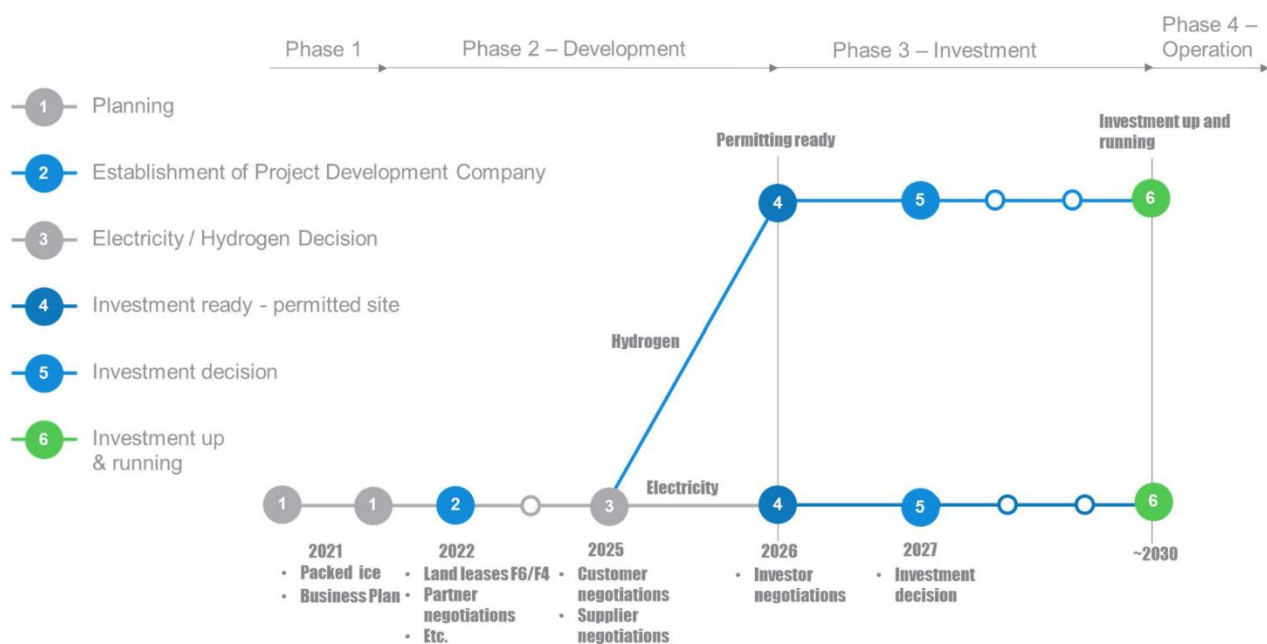 Phase 1
Phase 2 – Development
Phase 3 – Investment
Phase 4 –
Operation
1 Planning
2 Establishment of Project Development Company
3 Electricity / Hydrogen Decision
4 Investment ready - permitted site
5 Investment decision
6 Investment up
& running
Permitting ready
Investment up and
running
4
5
6
Hydrogen
Electricity
1
1
2
3
4
5
6
2021
• Packed ice
• Business Plan
2022
• Land leases F6/F4
• Partner
negotiations
• Etc.
2025
• Customer
negotiations
• Supplier
negotiations
2026
• Investor
negotiations
2027
• Investment
decision
~2030